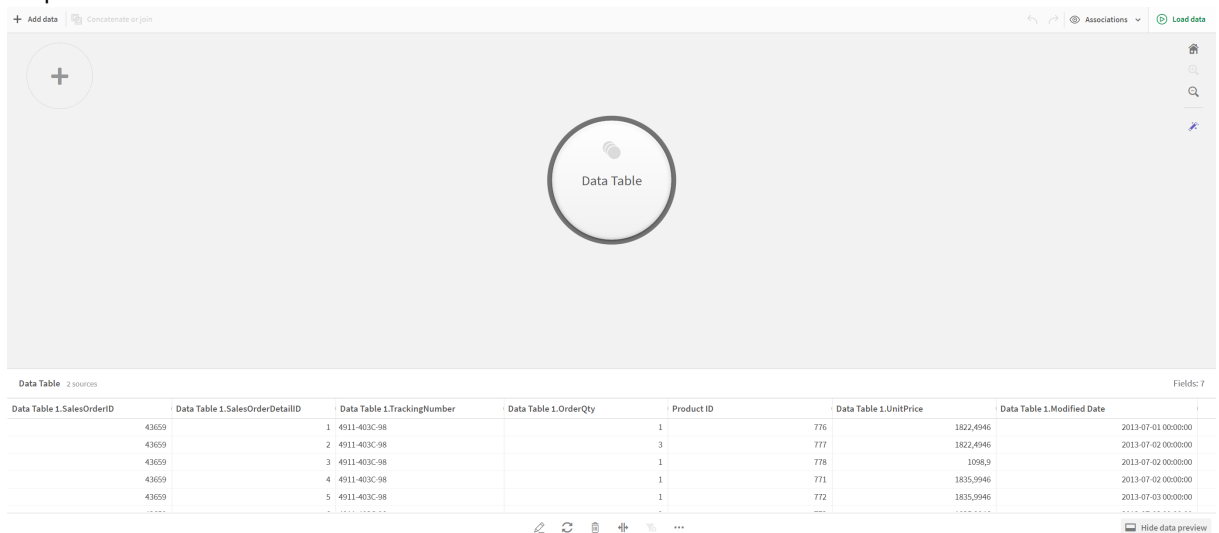 + Add data Concatenate or join Associations Load data
Data Table
Data Table 2 sources Fields: 7
Data Table 1.SalesOrderID Data Table 1.SalesOrderDetailID Data Table 1.TrackingNumber Data Table 1.OrderQty Product ID Data Table 1.UnitPrice Data Table 1.Modified Date
43659 1 4911-403C-98 1 776 1822,4946 2013-07-01 00:00:00
43659 2 4911-403C-98 3 777 1822,4946 2013-07-02 00:00:00
43659 3 4911-403C-98 1 778 1098,9 2013-07-02 00:00:00
43659 4 4911-403C-98 1 771 1835,9946 2013-07-02 00:00:00
43659 5 4911-403C-98 1 772 1835,9946 2013-07-03 00:00:00
Hide data preview